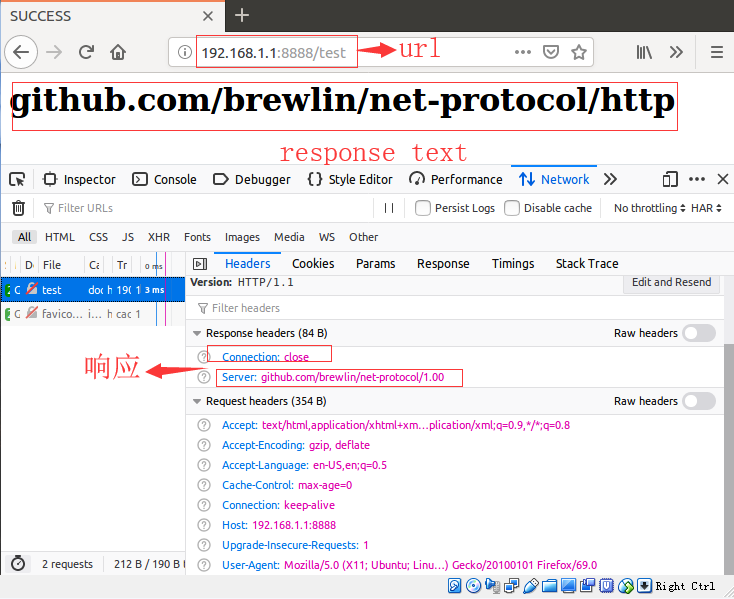 SUCCESS
192.168.1.1:8888/test
url
github.com/brewlin/net-protocol/http
response text
Inspector Console Debugger Style Editor Performance Network
Filter URLs Persist Logs Disable cache No throttling HAR
All HTML CSS JS XHR Fonts Images Media WS Other
File Tr 0 ms Headers Cookies Params Response Timings Stack Trace
test 3 ms Version: HTTP/1.1 Edit and Resend
favico… i… h cac 1 Filter headers
Response headers (84 B) Raw headers
响应
Connection: close
Server: github.com/brewlin/net-protocol/1.00
Request headers (354 B) Raw headers
Accept: text/html,application/xhtml+xm…plication/xml;q=0.9,*/*;q=0.8
Accept-Encoding: gzip, deflate
Accept-Language: en-US,en;q=0.5
Cache-Control: max-age=0
Connection: keep-alive
Host: 192.168.1.1:8888
Upgrade-Insecure-Requests: 1
User-Agent: Mozilla/5.0 (X11; Ubuntu; Linu…) Gecko/20100101 Firefox/69.0
2 requests 212 B / 190 B
Right Ctrl